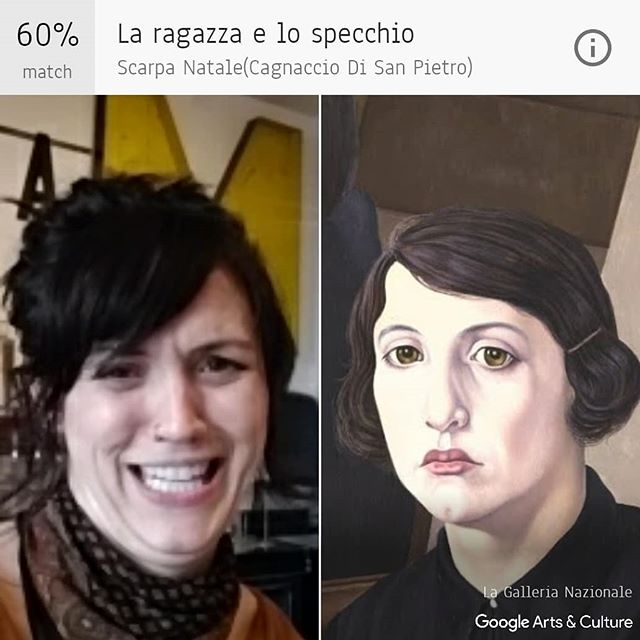 60%
match
La ragazza e lo specchio
Scarpa Natale(Cagnaccio Di San Pietro)
A
La Galleria Nazionale
Google Arts & Culture